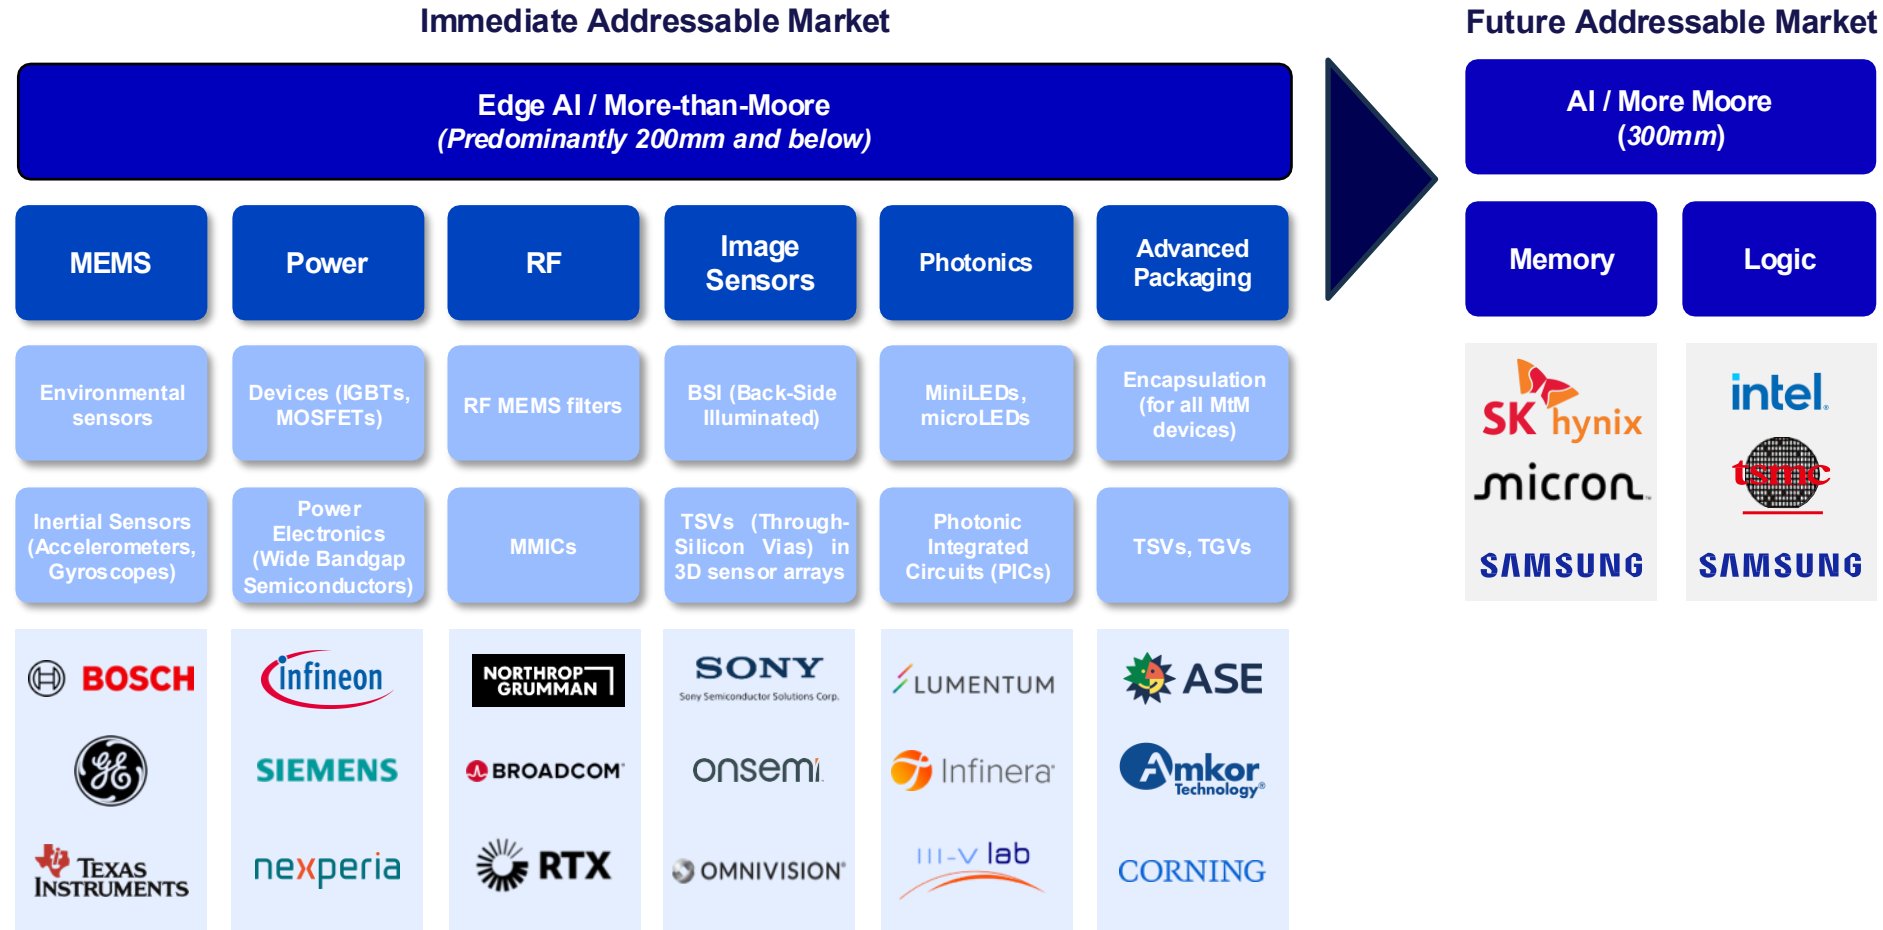 Immediate Addressable Market
Future Addressable Market
Edge AI / More-than-Moore
(Predominantly 200mm and below)
AI / More Moore
(300mm)
MEMS
Power
RF
Image
Sensors
Photonics
Advanced
Packaging
Memory
Logic
Environmental
sensors
Devices (IGBTs,
MOSFETs)
RF MEMS filters
BSI (Back-Side
Illuminated)
MiniLEDs,
microLEDs
Encapsulation
(for all MtM
devices)
Inertial Sensors
(Accelerometers,
Gyroscopes)
Power
Electronics
(Wide Bandgap
Semiconductors)
MMICs
TSVs (Through-
Silicon Vias) in
3D sensor arrays
Photonic
Integrated
Circuits (PICs)
TSVs, TGVs
SK
hynix
micron
SAMSUNG
intel
tsmc
SAMSUNG
BOSCH
GE
TEXAS
INSTRUMENTS
infineon
SIEMENS
nexperia
NORTHROP
GRUMMAN
BROADCOM
RTX
SONY
Sony Semiconductor Solutions Corp.
onsemi
OMNIVISION
LUMENTUM
Infinera
III-V lab
ASE
Amkor
Technology®
CORNING